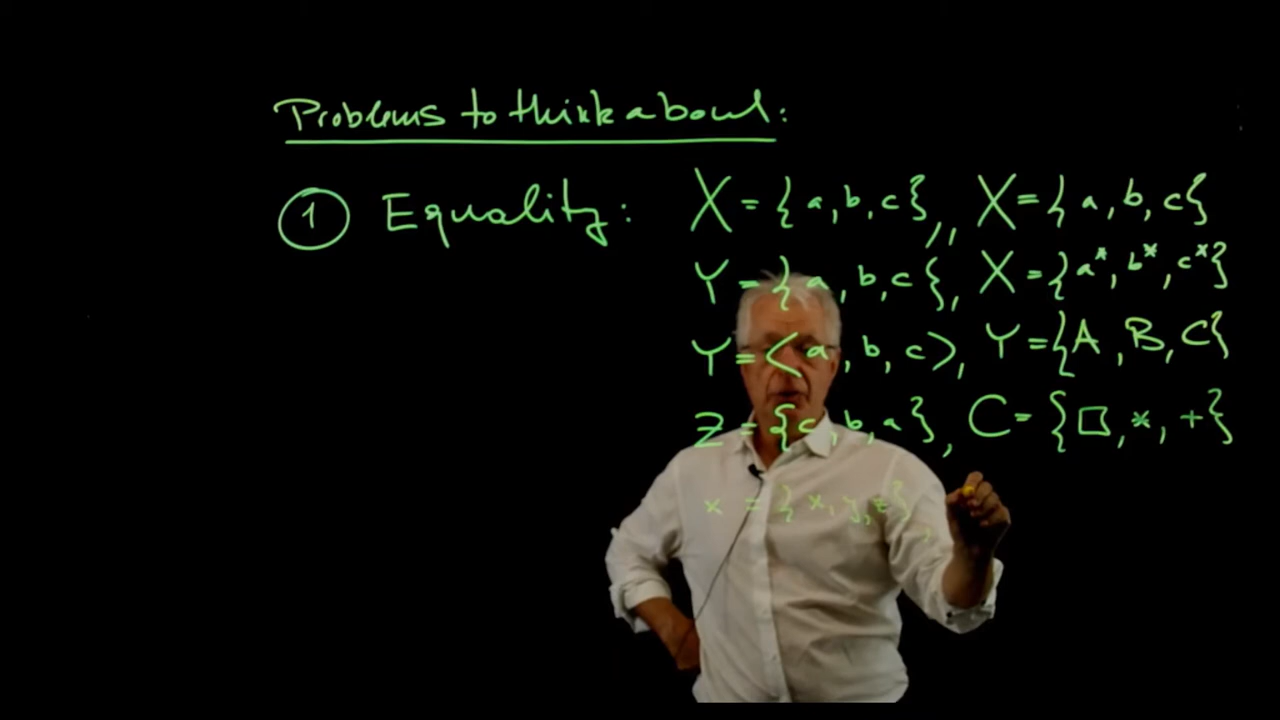 Problems to think about:
① Equality: X = {a, b, c}, X = {a, b, c}
Y = {a, b, c}, X = {a*, b*, c*}
Y = <a, b, c>, Y = {A, B, C}
Z = {c, b, a}, C = {□, *, +}
x = {x, y, z},